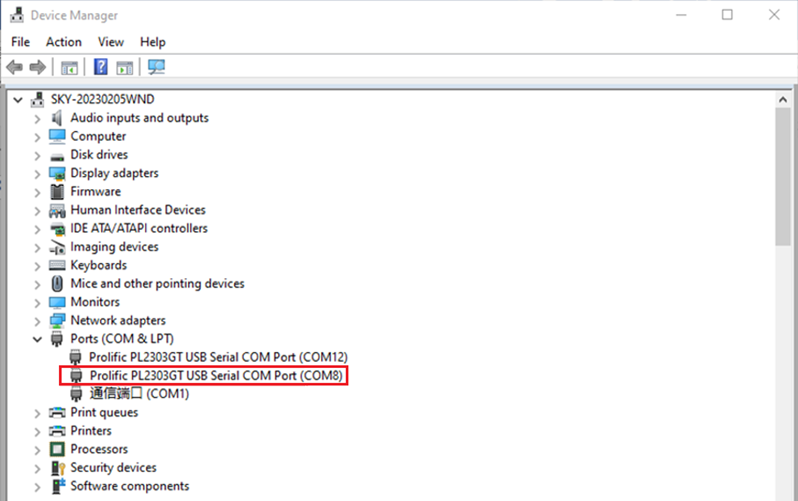 Device Manager
File Action View Help
SKY-20230205WND
Audio inputs and outputs
Computer
Disk drives
Display adapters
Firmware
Human Interface Devices
IDE ATA/ATAPI controllers
Imaging devices
Keyboards
Mice and other pointing devices
Monitors
Network adapters
Ports (COM & LPT)
Prolific PL2303GT USB Serial COM Port (COM12)
Prolific PL2303GT USB Serial COM Port (COM8)
通信端口 (COM1)
Print queues
Printers
Processors
Security devices
Software components